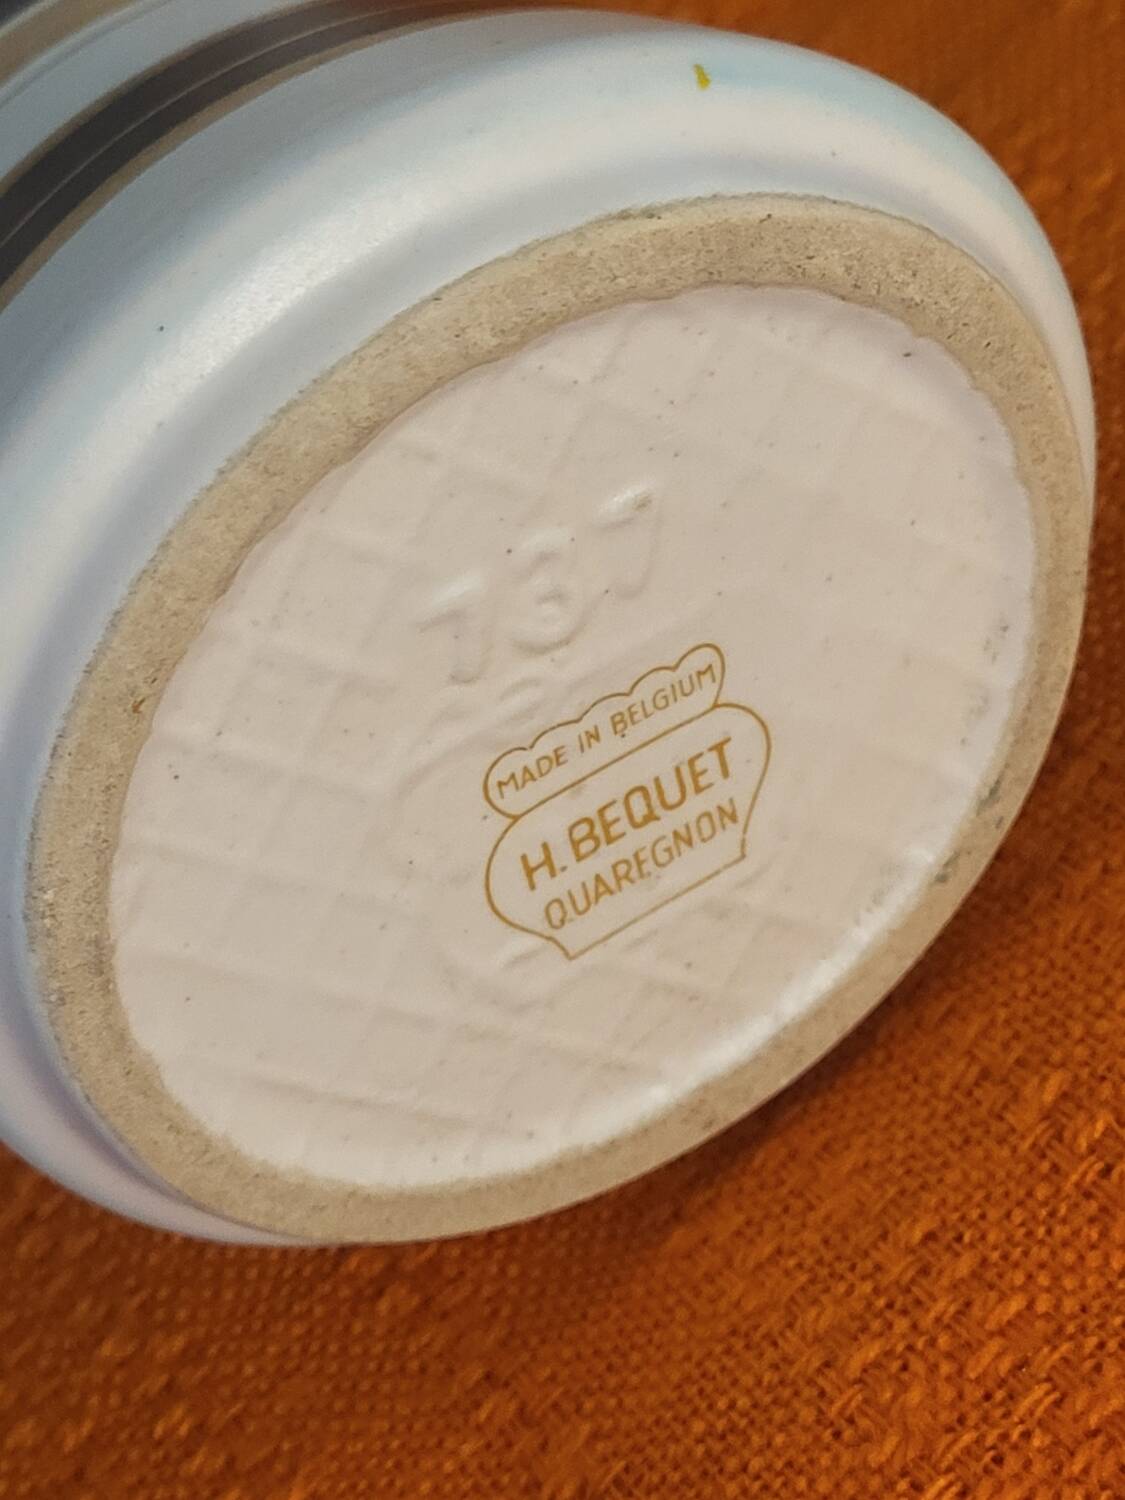 737
MADE IN BELGIUM
H. BEQUET
QUAREGNON